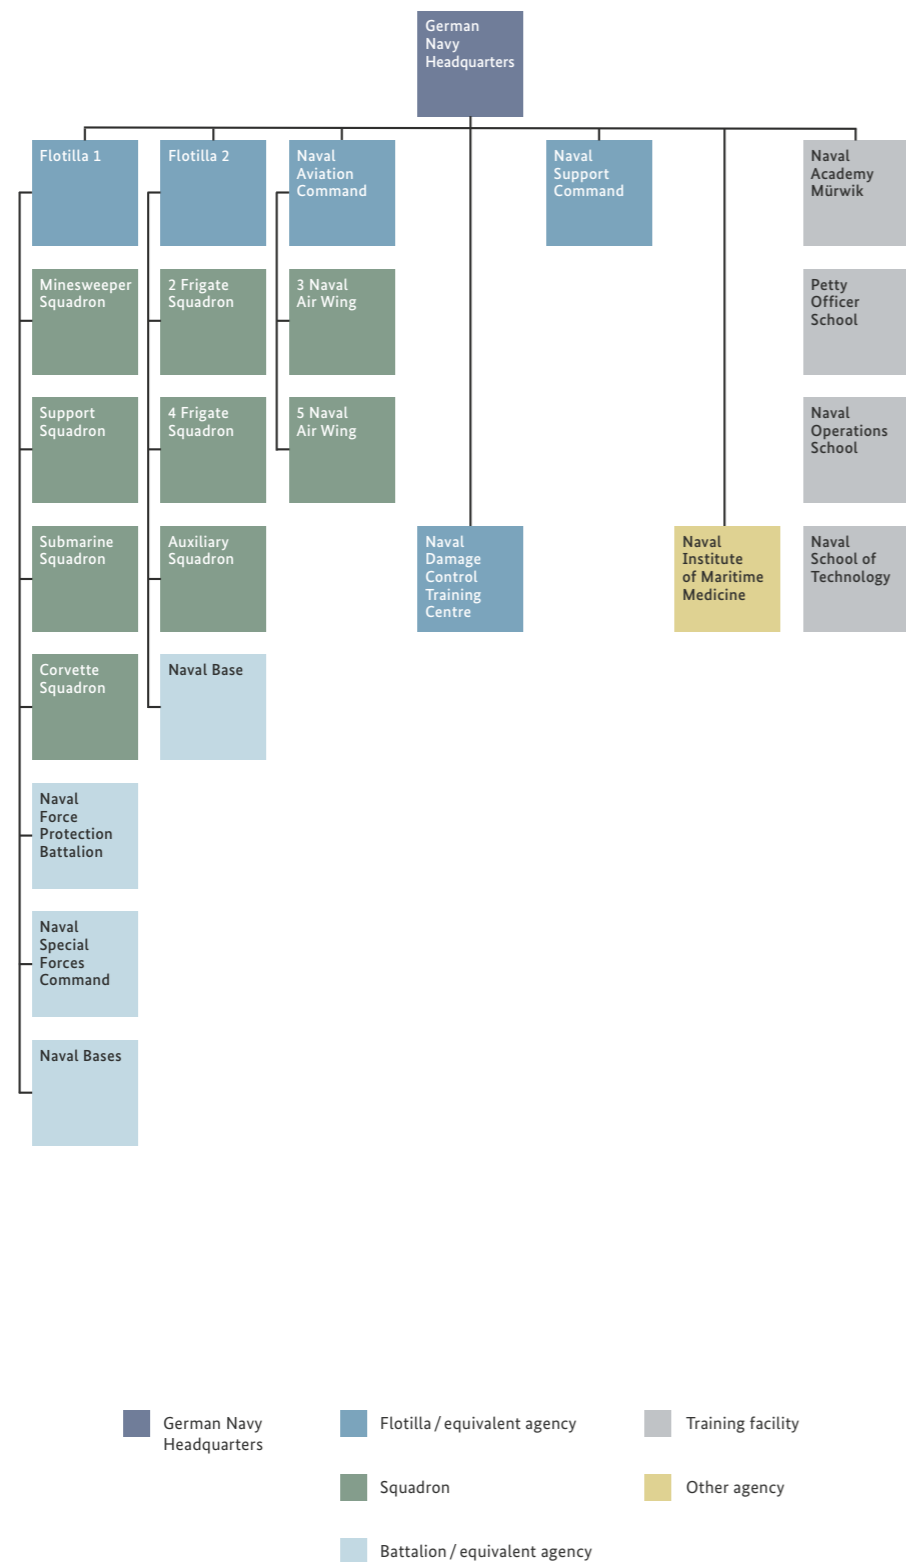 German
Navy
Headquarters
Flotilla 1
Flotilla 2
Naval
Aviation
Command
Naval
Support
Command
Naval
Academy
Mürwik
Minesweeper
Squadron
2 Frigate
Squadron
3 Naval
Air Wing
Petty
Officer
School
Support
Squadron
4 Frigate
Squadron
5 Naval
Air Wing
Naval
Operations
School
Submarine
Squadron
Auxiliary
Squadron
Naval
Damage
Control
Training
Centre
Naval
Institute
of Maritime
Medicine
Naval
School of
Technology
Corvette
Squadron
Naval Base
Naval
Force
Protection
Battalion
Naval
Special
Forces
Command
Naval Bases
German Navy
Headquarters
Flotilla / equivalent agency
Training facility
Squadron
Other agency
Battalion / equivalent agency